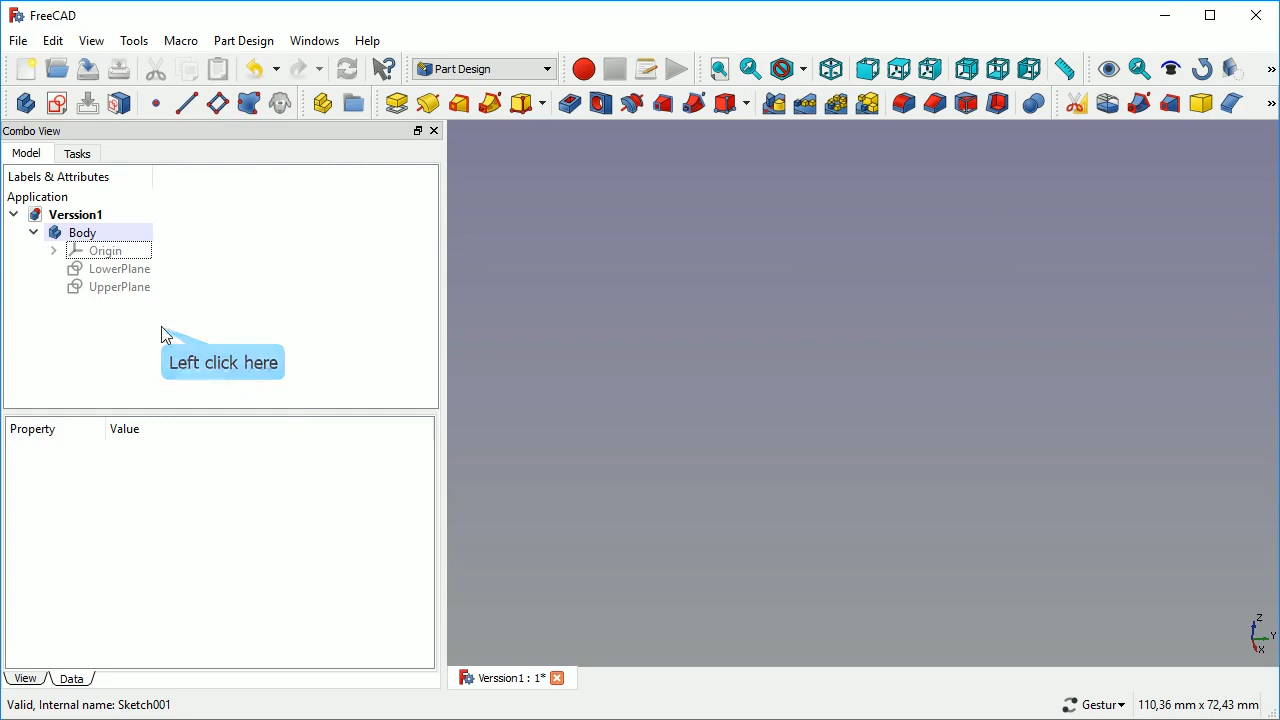 FreeCAD
File Edit View Tools Macro Part Design Windows Help
Part Design
»
»
Combo View
Model Tasks
Labels & Attributes
Application
Verssion1
Body
Origin
LowerPlane
UpperPlane
Left click here
Property Value
Z
Y
X
View Data
Verssion1 : 1*
Valid, Internal name: Sketch001
Gestur
110,36 mm x 72,43 mm